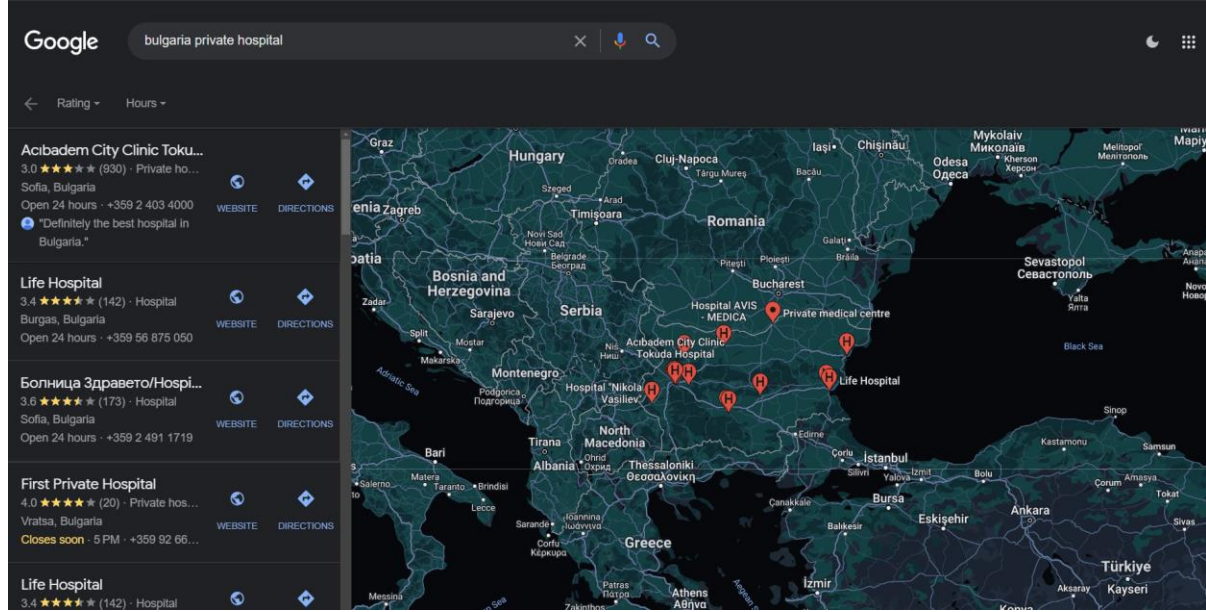 Google
bulgaria private hospital
Rating
Hours
Acıbadem City Clinic Toku...
3.0 (930) · Private ho...
Sofia, Bulgaria
Open 24 hours · +359 2 403 4000
"Definitely the best hospital in
Bulgaria."
WEBSITE
DIRECTIONS
Life Hospital
3.4 (142) · Hospital
Burgas, Bulgaria
Open 24 hours · +359 56 875 050
WEBSITE
DIRECTIONS
Болница Здравето/Hospi...
3.6 (173) · Hospital
Sofia, Bulgaria
Open 24 hours · +359 2 491 1719
WEBSITE
DIRECTIONS
First Private Hospital
4.0 (20) · Private hos...
Vratsa, Bulgaria
Closes soon · 5 PM · +359 92 66...
WEBSITE
DIRECTIONS
Life Hospital
3.4 (142) · Hospital
Graz
Hungary
Oradea
Cluj-Napoca
Târgu Mureș
Iași
Chișinău
Bacău
Mykolaiv
Миколаїв
Odesa
Одеса
Kherson
Херсон
Melitopol'
Мелітополь
Zagreb
Szeged
Arad
Timișoara
Romania
Novi Sad
Нови Сад
Belgrade
Београд
Galați
Brăila
Pitești
Ploiești
Bucharest
Sevastopol
Севастополь
Yalta
Ялта
Bosnia and
Herzegovina
Zadar
Sarajevo
Serbia
Split
Mostar
Makarska
Niš
Ниш
Hospital AVIS
- MEDICA
Private medical centre
Acıbadem City Clinic
Tokuda Hospital
Black Sea
Adriatic Sea
Montenegro
Podgorica
Подгорица
Hospital "Nikola
Vasiliev"
Life Hospital
North
Macedonia
Tirana
Ohrid
Охрид
Albania
Bari
Matera
Taranto
Brindisi
Lecce
Salerno
Thessaloniki
Θεσσαλονίκη
Edirne
Çorlu
İstanbul
Silivri
Yalova
İzmit
Bolu
Sinop
Kastamonu
Samsun
Çorum
Amasya
Tokat
Sivas
Çanakkale
Bursa
Balıkesir
Eskişehir
Ankara
Sarandë
Ioannina
Ιωάννινα
Corfu
Κέρκυρα
Greece
Türkiye
Aksaray
Kayseri
Messina
Patras
Πάτρα
Athens
Αθήνα
İzmir
Zakinthos
Konya